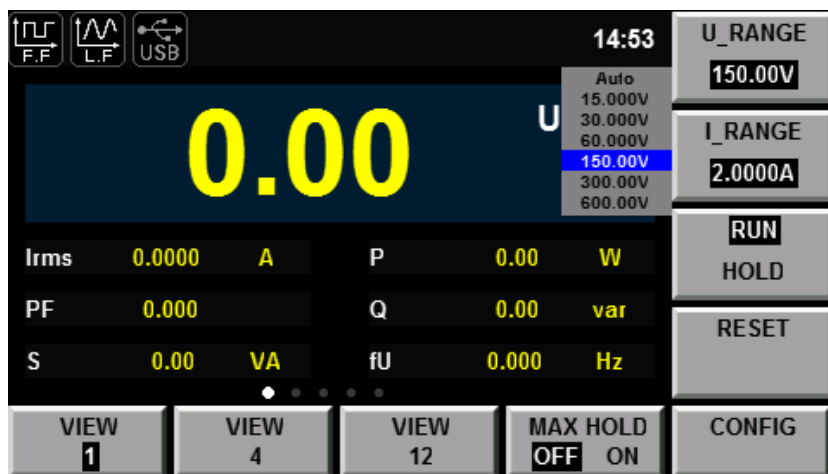 F.F
L.F
USB
14:53
U_RANGE
150.00V
Auto
15.000V
30.000V
60.000V
150.00V
300.00V
600.00V
0.00
U
I_RANGE
2.0000A
RUN
HOLD
Irms 0.0000 A P 0.00 W
PF 0.000 Q 0.00 var
S 0.00 VA fU 0.000 Hz
RESET
VIEW
1
VIEW
4
VIEW
12
MAX HOLD
OFF ON
CONFIG